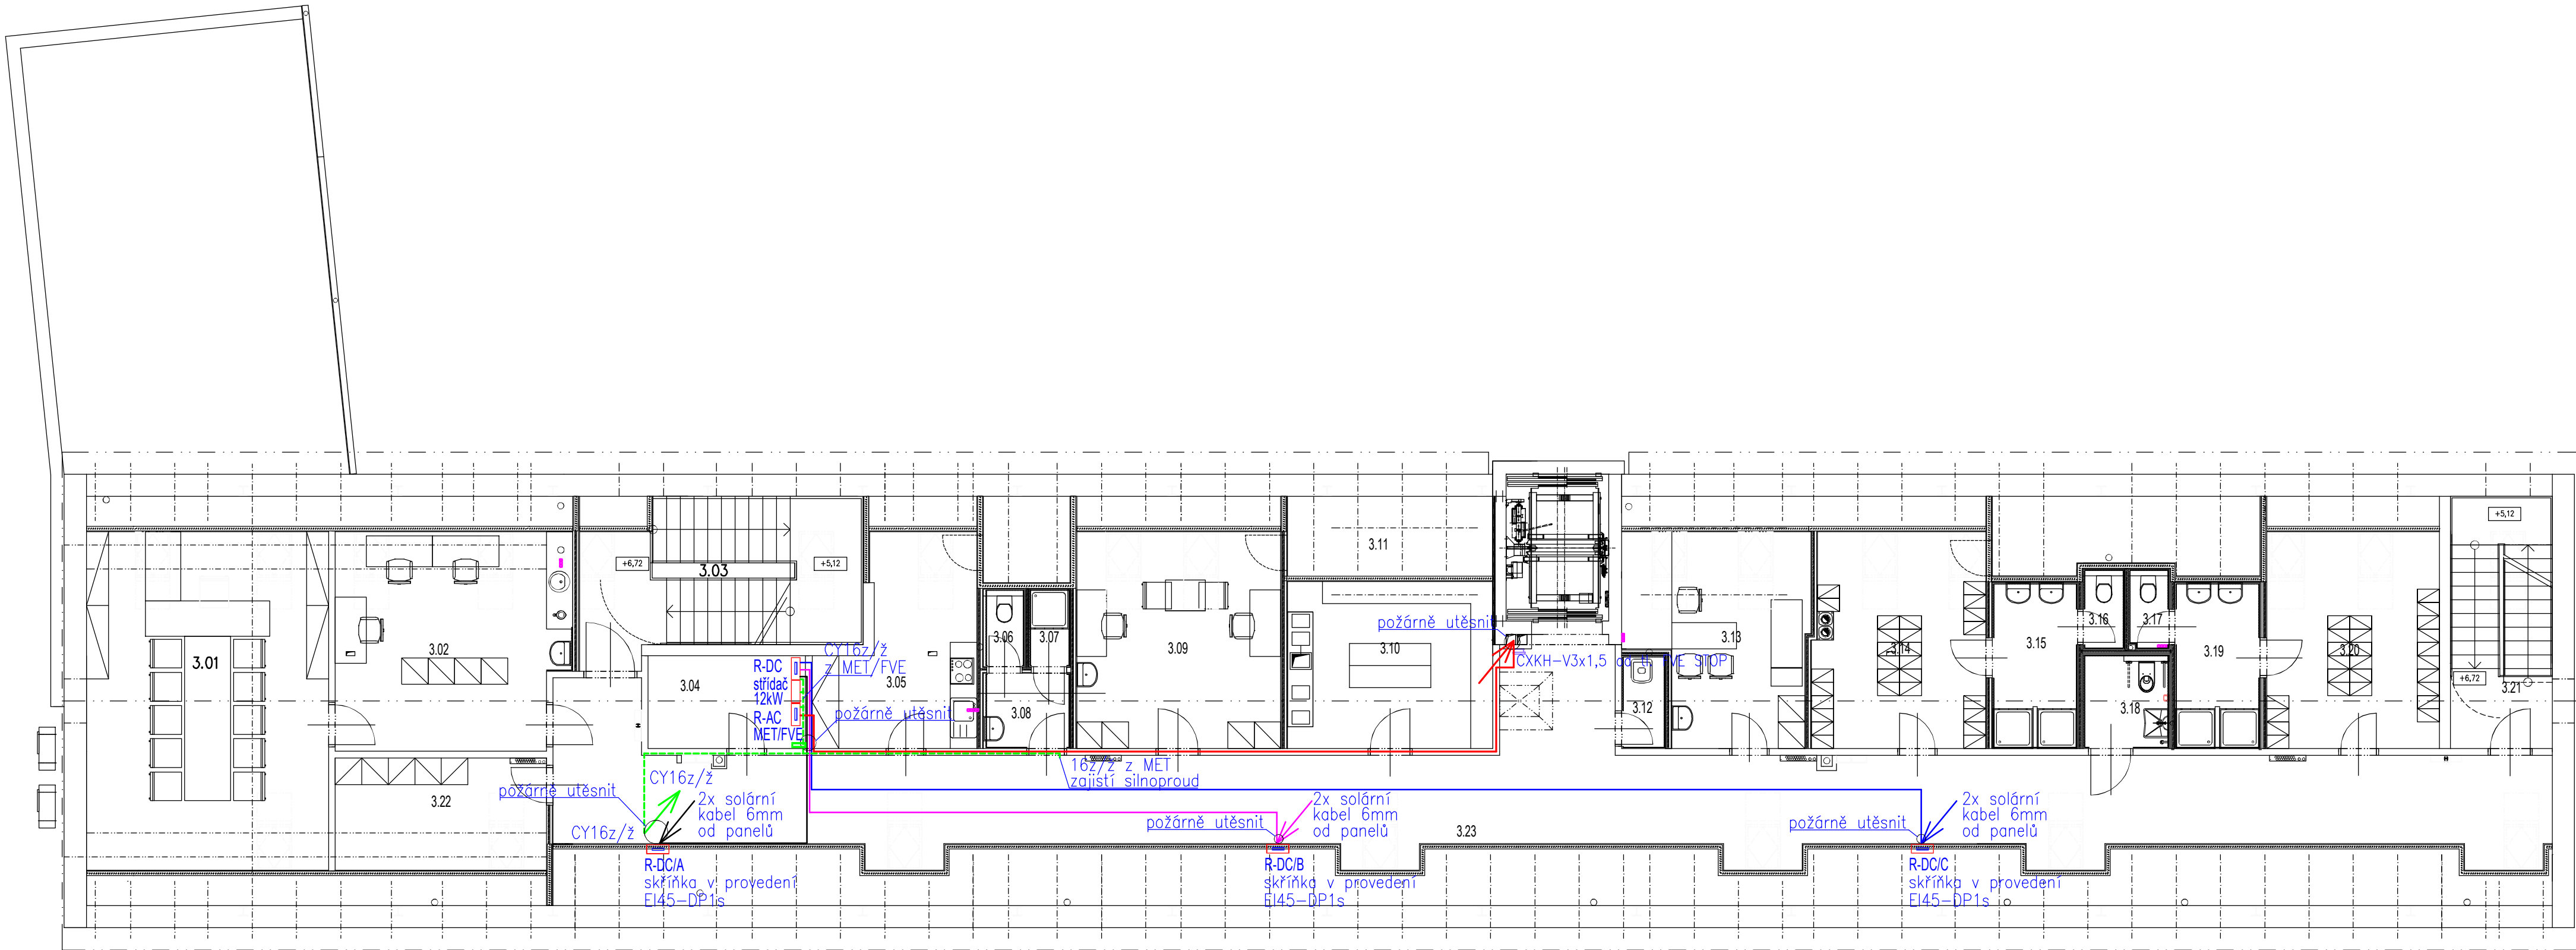 3.01
3.02
3.22
+6,72
3.03
+5,12
3.04
R-DC
střídač
12kW
R-AC
MET/FVE
CY16z/ž
z MET/FVE
požárně utěsnit
3.05
3.06
3.07
3.08
3.09
3.10
3.11
požárně utěsnit
CXKH-V3x1,5
FVE STOP
3.12
3.13
3.14
3.15
3.16
3.17
3.18
3.19
3.20
+5,12
+6,72
3.21
16z/ž z MET
zajistí silnoproud
CY16z/ž
požárně utěsnit
CY16z/ž
2x solární
kabel 6mm
od panelů
R-DC/A
skříňka v provedení
EI45-DP1s
požárně utěsnit
2x solární
kabel 6mm
od panelů
R-DC/B
skříňka v provedení
EI45-DP1s
3.23
požárně utěsnit
2x solární
kabel 6mm
od panelů
R-DC/C
skříňka v provedení
EI45-DP1s